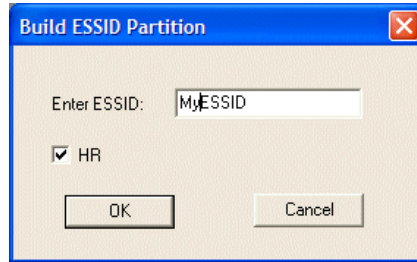 Build ESSID Partition
Enter ESSID: MyESSID
HR
OK Cancel